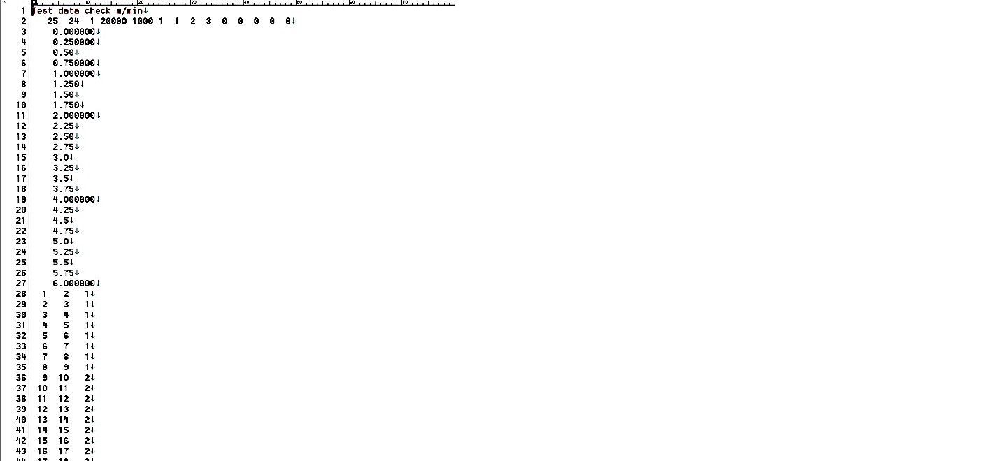 0 10 20 30 40 50 60 70
1 Test data check m/min↓
2 25 24 1 20000 1000 1 1 2 3 0 0 0 0 0↓
3 0.000000↓
4 0.250000↓
5 0.50↓
6 0.750000↓
7 1.000000↓
8 1.250↓
9 1.50↓
10 1.750↓
11 2.000000↓
12 2.25↓
13 2.50↓
14 2.75↓
15 3.0↓
16 3.25↓
17 3.5↓
18 3.75↓
19 4.000000↓
20 4.25↓
21 4.5↓
22 4.75↓
23 5.0↓
24 5.25↓
25 5.5↓
26 5.75↓
27 6.000000↓
28 1 2 1↓
29 2 3 1↓
30 3 4 1↓
31 4 5 1↓
32 5 6 1↓
33 6 7 1↓
34 7 8 1↓
35 8 9 1↓
36 9 10 2↓
37 10 11 2↓
38 11 12 2↓
39 12 13 2↓
40 13 14 2↓
41 14 15 2↓
42 15 16 2↓
43 16 17 2↓